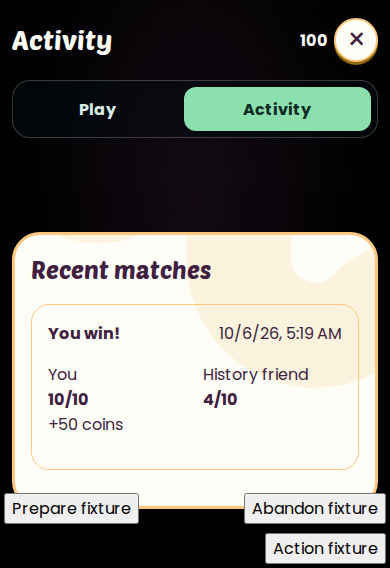 Activity
100
×
Play
Activity
Recent matches
You win!
10/6/26, 5:19 AM
You
History friend
10/10
4/10
+50 coins
Prepare fixture
Abandon fixture
Action fixture